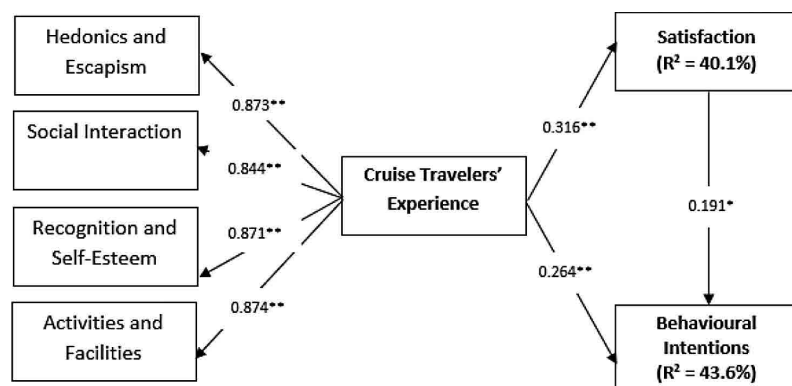 Hedonics and
Escapism
Social Interaction
Recognition and
Self-Esteem
Activities and
Facilities
0.873**
0.844**
0.871**
0.874**
Cruise Travelers’
Experience
0.316**
0.264**
Satisfaction
(R² = 40.1%)
0.191*
Behavioural
Intentions
(R² = 43.6%)